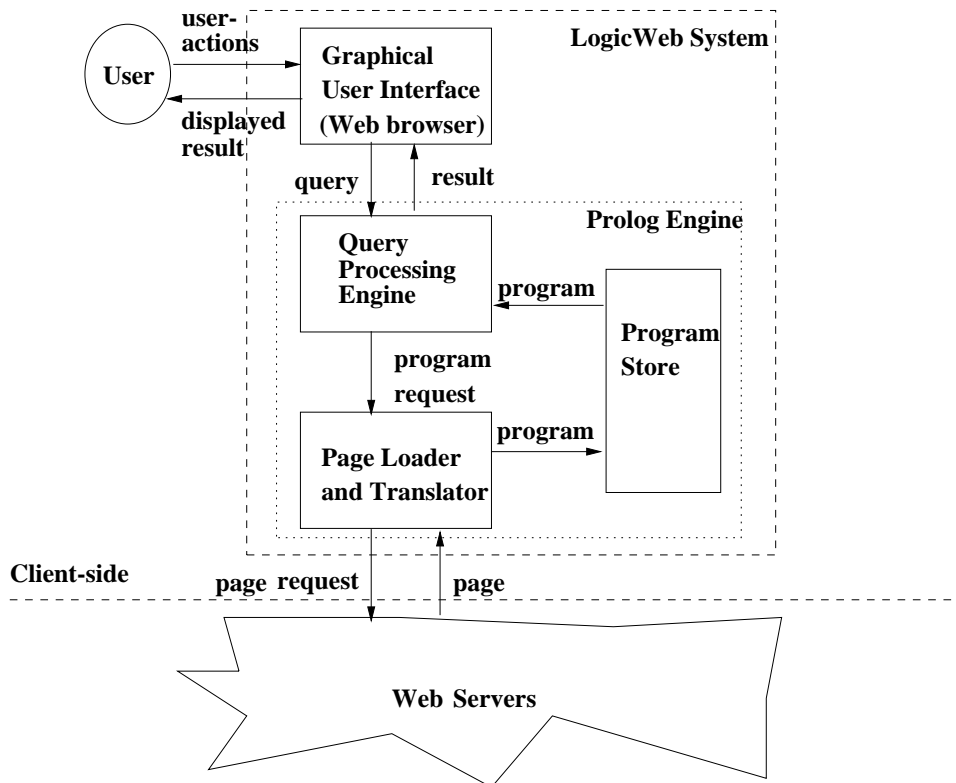 user-
actions
LogicWeb System
Graphical
User Interface
(Web browser)
User
displayed
result
query
result
Prolog Engine
Query
Processing
Engine
program
Program
Store
program
request
program
Page Loader
and Translator
Client-side
page request
page
Web Servers